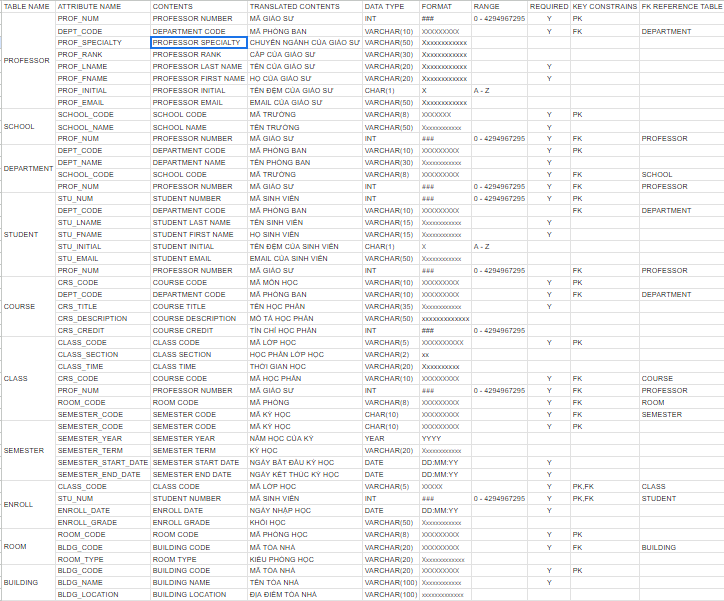 TABLE NAME ATTRIBUTE NAME CONTENTS TRANSLATED CONTENTS DATA TYPE FORMAT RANGE REQUIRED KEY CONSTRAINS FK REFERENCE TABLE
PROFESSOR PROF_NUM PROFESSOR NUMBER MÃ GIÁO SƯ INT ### 0 - 4294967295 Y PK
DEPT_CODE DEPARTMENT CODE MÃ PHÒNG BAN VARCHAR(10) XXXXXXXXX Y FK DEPARTMENT
PROF_SPECIALTY PROFESSOR SPECIALTY CHUYÊN NGÀNH CỦA GIÁO SƯ VARCHAR(50) Xxxxxxxxxxxx
PROF_RANK PROFESSOR RANK CẤP CỦA GIÁO SƯ VARCHAR(30) Xxxxxxxxxxxx
PROF_LNAME PROFESSOR LAST NAME TÊN CỦA GIÁO SƯ VARCHAR(20) Xxxxxxxxxxxx Y
PROF_FNAME PROFESSOR FIRST NAME HỌ CỦA GIÁO SƯ VARCHAR(20) Xxxxxxxxxxxx Y
PROF_INITIAL PROFESSOR INITIAL TÊN ĐỆM CỦA GIÁO SƯ CHAR(1) X A - Z
PROF_EMAIL PROFESSOR EMAIL EMAIL CỦA GIÁO SƯ VARCHAR(50) Xxxxxxxxxxxx
SCHOOL SCHOOL_CODE SCHOOL CODE MÃ TRƯỜNG VARCHAR(8) XXXXXXX Y PK
SCHOOL_NAME SCHOOL NAME TÊN TRƯỜNG VARCHAR(50) Xxxxxxxxxxxx Y
PROF_NUM PROFESSOR NUMBER MÃ GIÁO SƯ INT ### 0 - 4294967295 Y FK PROFESSOR
DEPARTMENT DEPT_CODE DEPARTMENT CODE MÃ PHÒNG BAN VARCHAR(10) XXXXXXXXX Y PK
DEPT_NAME DEPARTMENT NAME TÊN PHÒNG BAN VARCHAR(30) Xxxxxxxxxxxx Y
SCHOOL_CODE SCHOOL CODE MÃ TRƯỜNG VARCHAR(8) XXXXXXXXX Y FK SCHOOL
PROF_NUM PROFESSOR NUMBER MÃ GIÁO SƯ INT ### 0 - 4294967295 Y FK PROFESSOR
STUDENT STU_NUM STUDENT NUMBER MÃ SINH VIÊN INT ### 0 - 4294967295 Y PK
DEPT_CODE DEPARTMENT CODE MÃ PHÒNG BAN VARCHAR(10) XXXXXXXXX FK DEPARTMENT
STU_LNAME STUDENT LAST NAME TÊN SINH VIÊN VARCHAR(15) Xxxxxxxxxxxx Y
STU_FNAME STUDENT FIRST NAME HỌ SINH VIÊN VARCHAR(15) Xxxxxxxxxxxx Y
STU_INITIAL STUDENT INITIAL TÊN ĐỆM CỦA SINH VIÊN CHAR(1) X A - Z
STU_EMAIL STUDENT EMAIL EMAIL CỦA SINH VIÊN VARCHAR(50) Xxxxxxxxxxxx
PROF_NUM PROFESSOR NUMBER MÃ GIÁO SƯ INT ### 0 - 4294967295 FK PROFESSOR
COURSE CRS_CODE COURSE CODE MÃ MÔN HỌC VARCHAR(10) XXXXXXXXX Y PK
DEPT_CODE DEPARTMENT CODE MÃ PHÒNG BAN VARCHAR(10) XXXXXXXXX Y FK DEPARTMENT
CRS_TITLE COURSE TITLE TÊN HỌC PHẦN VARCHAR(35) Xxxxxxxxxxxx Y
CRS_DESCRIPTION COURSE DESCRIPTION MÔ TẢ HỌC PHẦN VARCHAR(50) xxxxxxxxxxxxx
CRS_CREDIT COURSE CREDIT TÍN CHỈ HỌC PHẦN INT ### 0 - 4294967295
CLASS CLASS_CODE CLASS CODE MÃ LỚP HỌC VARCHAR(5) XXXXXXXXXX Y PK
CLASS_SECTION CLASS SECTION HỌC PHẦN LỚP HỌC VARCHAR(2) xx
CLASS_TIME CLASS TIME THỜI GIAN HỌC VARCHAR(20) Xxxxxxxxxx
CRS_CODE COURSE CODE MÃ HỌC PHẦN VARCHAR(10) XXXXXXXXX Y FK COURSE
PROF_NUM PROFESSOR NUMBER MÃ GIÁO SƯ INT ### 0 - 4294967295 Y FK PROFESSOR
ROOM_CODE ROOM CODE MÃ PHÒNG VARCHAR(8) XXXXXXXXX Y FK ROOM
SEMESTER_CODE SEMESTER CODE MÃ KỲ HỌC CHAR(10) XXXXXXXXX Y FK SEMESTER
SEMESTER SEMESTER_CODE SEMESTER CODE MÃ KỲ HỌC CHAR(10) XXXXXXXXX Y PK
SEMESTER_YEAR SEMESTER YEAR NĂM HỌC CỦA KỲ YEAR YYYY
SEMESTER_TERM SEMESTER TERM KỲ HỌC VARCHAR(20) Xxxxxxxxxxxx
SEMESTER_START_DATE SEMESTER START DATE NGÀY BẮT ĐẦU KỲ HỌC DATE DD:MM:YY Y
SEMESTER_END_DATE SEMESTER END DATE NGÀY KẾT THÚC KỲ HỌC DATE DD:MM:YY Y
ENROLL CLASS_CODE CLASS CODE MÃ LỚP HỌC VARCHAR(5) XXXXX Y PK,FK CLASS
STU_NUM STUDENT NUMBER MÃ SINH VIÊN INT ### 0 - 4294967295 Y PK,FK STUDENT
ENROLL_DATE ENROLL DATE NGÀY NHẬP HỌC DATE DD:MM:YY Y
ENROLL_GRADE ENROLL GRADE KHỐI HỌC VARCHAR(50) Xxxxxxxxxxxx
ROOM ROOM_CODE ROOM CODE MÃ PHÒNG HỌC VARCHAR(8) XXXXXXXXX Y PK
BLDG_CODE BUILDING CODE MÃ TÒA NHÀ VARCHAR(20) XXXXXXXXX Y FK BUILDING
ROOM_TYPE ROOM TYPE KIỂU PHÒNG HỌC VARCHAR(20) Xxxxxxxxxxxxx
BUILDING BLDG_CODE BUILDING CODE MÃ TÒA NHÀ VARCHAR(20) XXXXXXXXX Y PK
BLDG_NAME BUILDING NAME TÊN TÒA NHÀ VARCHAR(100) Xxxxxxxxxxxx Y
BLDG_LOCATION BUILDING LOCATION ĐỊA ĐIỂM TÒA NHÀ VARCHAR(100) xxxxxxxxxxxxx